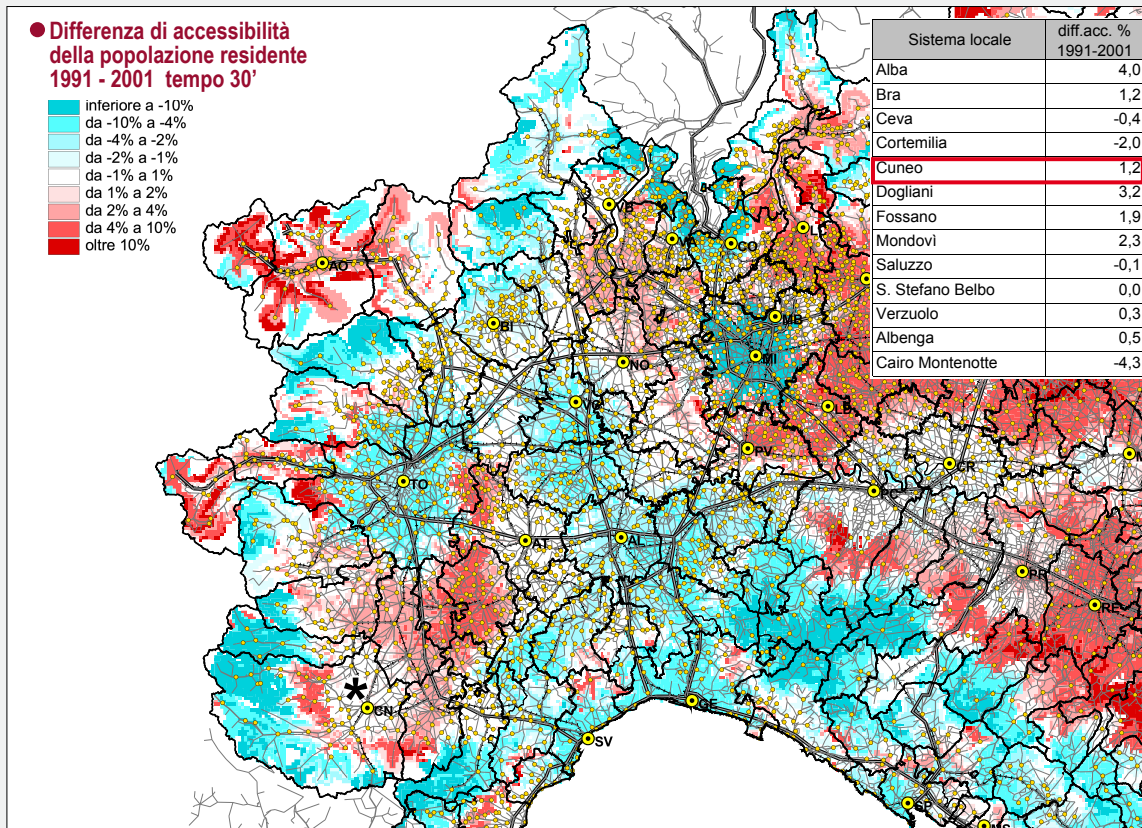 Differenza di accessibilità
della popolazione residente
1991 - 2001 tempo 30’
inferiore a -10%
da -10% a -4%
da -4% a -2%
da -2% a -1%
da -1% a 1%
da 1% a 2%
da 2% a 4%
da 4% a 10%
oltre 10%
Sistema locale diff.acc. % 1991-2001
Alba 4,0
Bra 1,2
Ceva -0,4
Cortemilia -2,0
Cuneo 1,2
Dogliani 3,2
Fossano 1,9
Mondovì 2,3
Saluzzo -0,1
S. Stefano Belbo 0,0
Verzuolo 0,3
Albenga 0,5
Cairo Montenotte -4,3
VB
VA
CO
LC
AO
BI
MB
MI
NO
VC
LO
PV
CR
TO
PC
AT
AL
PR
RE
*
CN
GE
SV
SP
MS